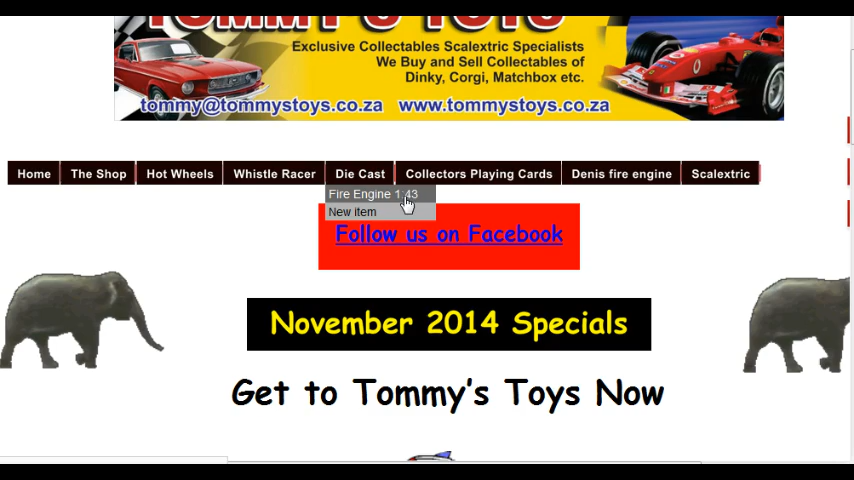 TOMMY'S TOYS
Exclusive Collectables Scalextric Specialists
We Buy and Sell Collectables of
Dinky, Corgi, Matchbox etc.
tommy@tommystoys.co.za www.tommystoys.co.za
Home The Shop Hot Wheels Whistle Racer Die Cast Collectors Playing Cards Denis fire engine Scalextric
Fire Engine 1:43
New item
Follow us on Facebook
November 2014 Specials
Get to Tommy's Toys Now